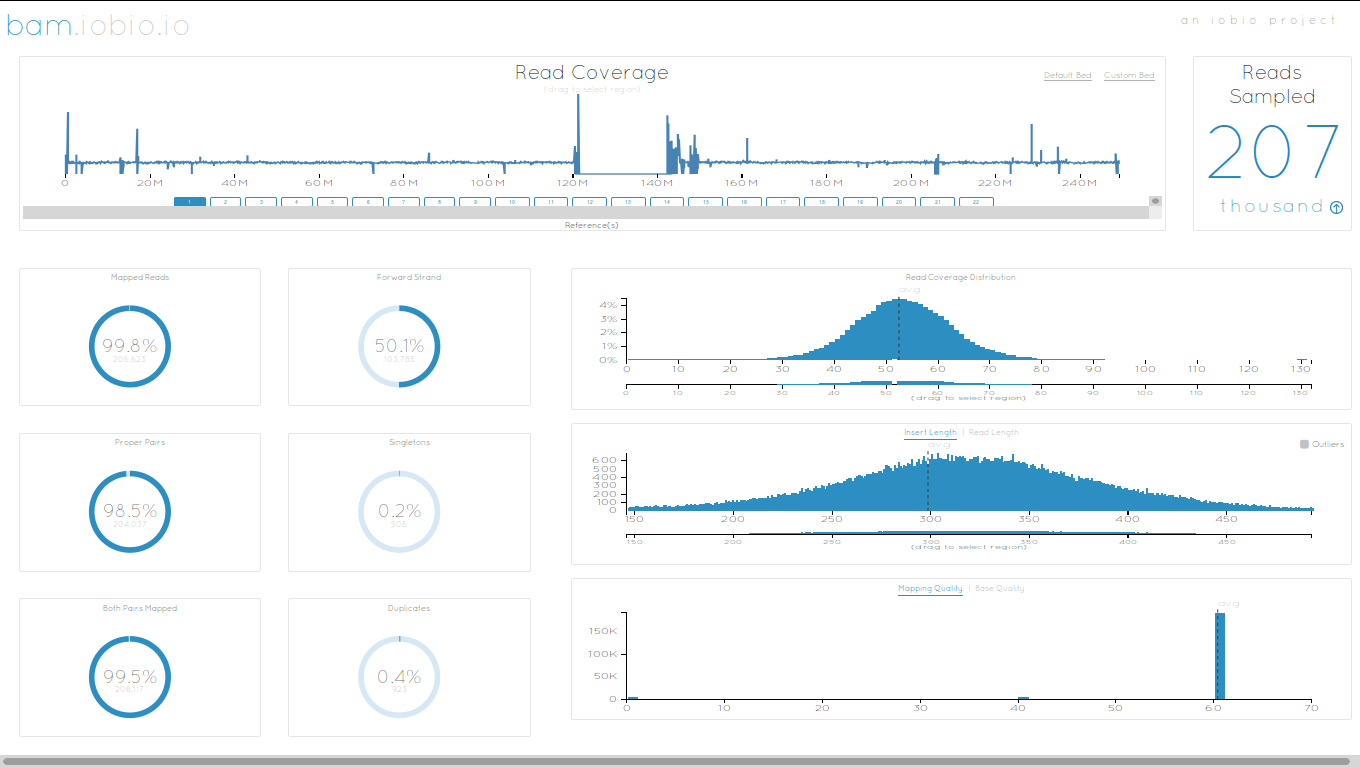 bam.iobio.io
an iobio project
Read Coverage
(drag to select region)
Default Bed Custom Bed
0 20M 40M 60M 80M 100M 120M 140M 160M 180M 200M 220M 240M
1 2 3 4 5 6 7 8 9 10 11 12 13 14 15 16 17 18 19 20 21 22
Reference(s)
Reads
Sampled
207
thousand
Mapped Reads
99.8%
206,623
Forward Strand
50.1%
103,785
Proper Pairs
98.5%
204,037
Singletons
0.2%
506
Both Pairs Mapped
99.5%
206,117
Duplicates
0.4%
923
Read Coverage Distribution
avg
4%
3%
2%
1%
0%
0 10 20 30 40 50 60 70 80 90 100 110 120 130
0 10 20 30 40 50 60 70 80 90 100 110 120 130
(drag to select region)
Insert Length | Read Length
avg
Outliers
600
500
400
300
200
100
0
150 200 250 300 350 400 450
150 200 250 300 350 400 450
(drag to select region)
Mapping Quality | Base Quality
avg
150K
100K
50K
0
0 10 20 30 40 50 60 70